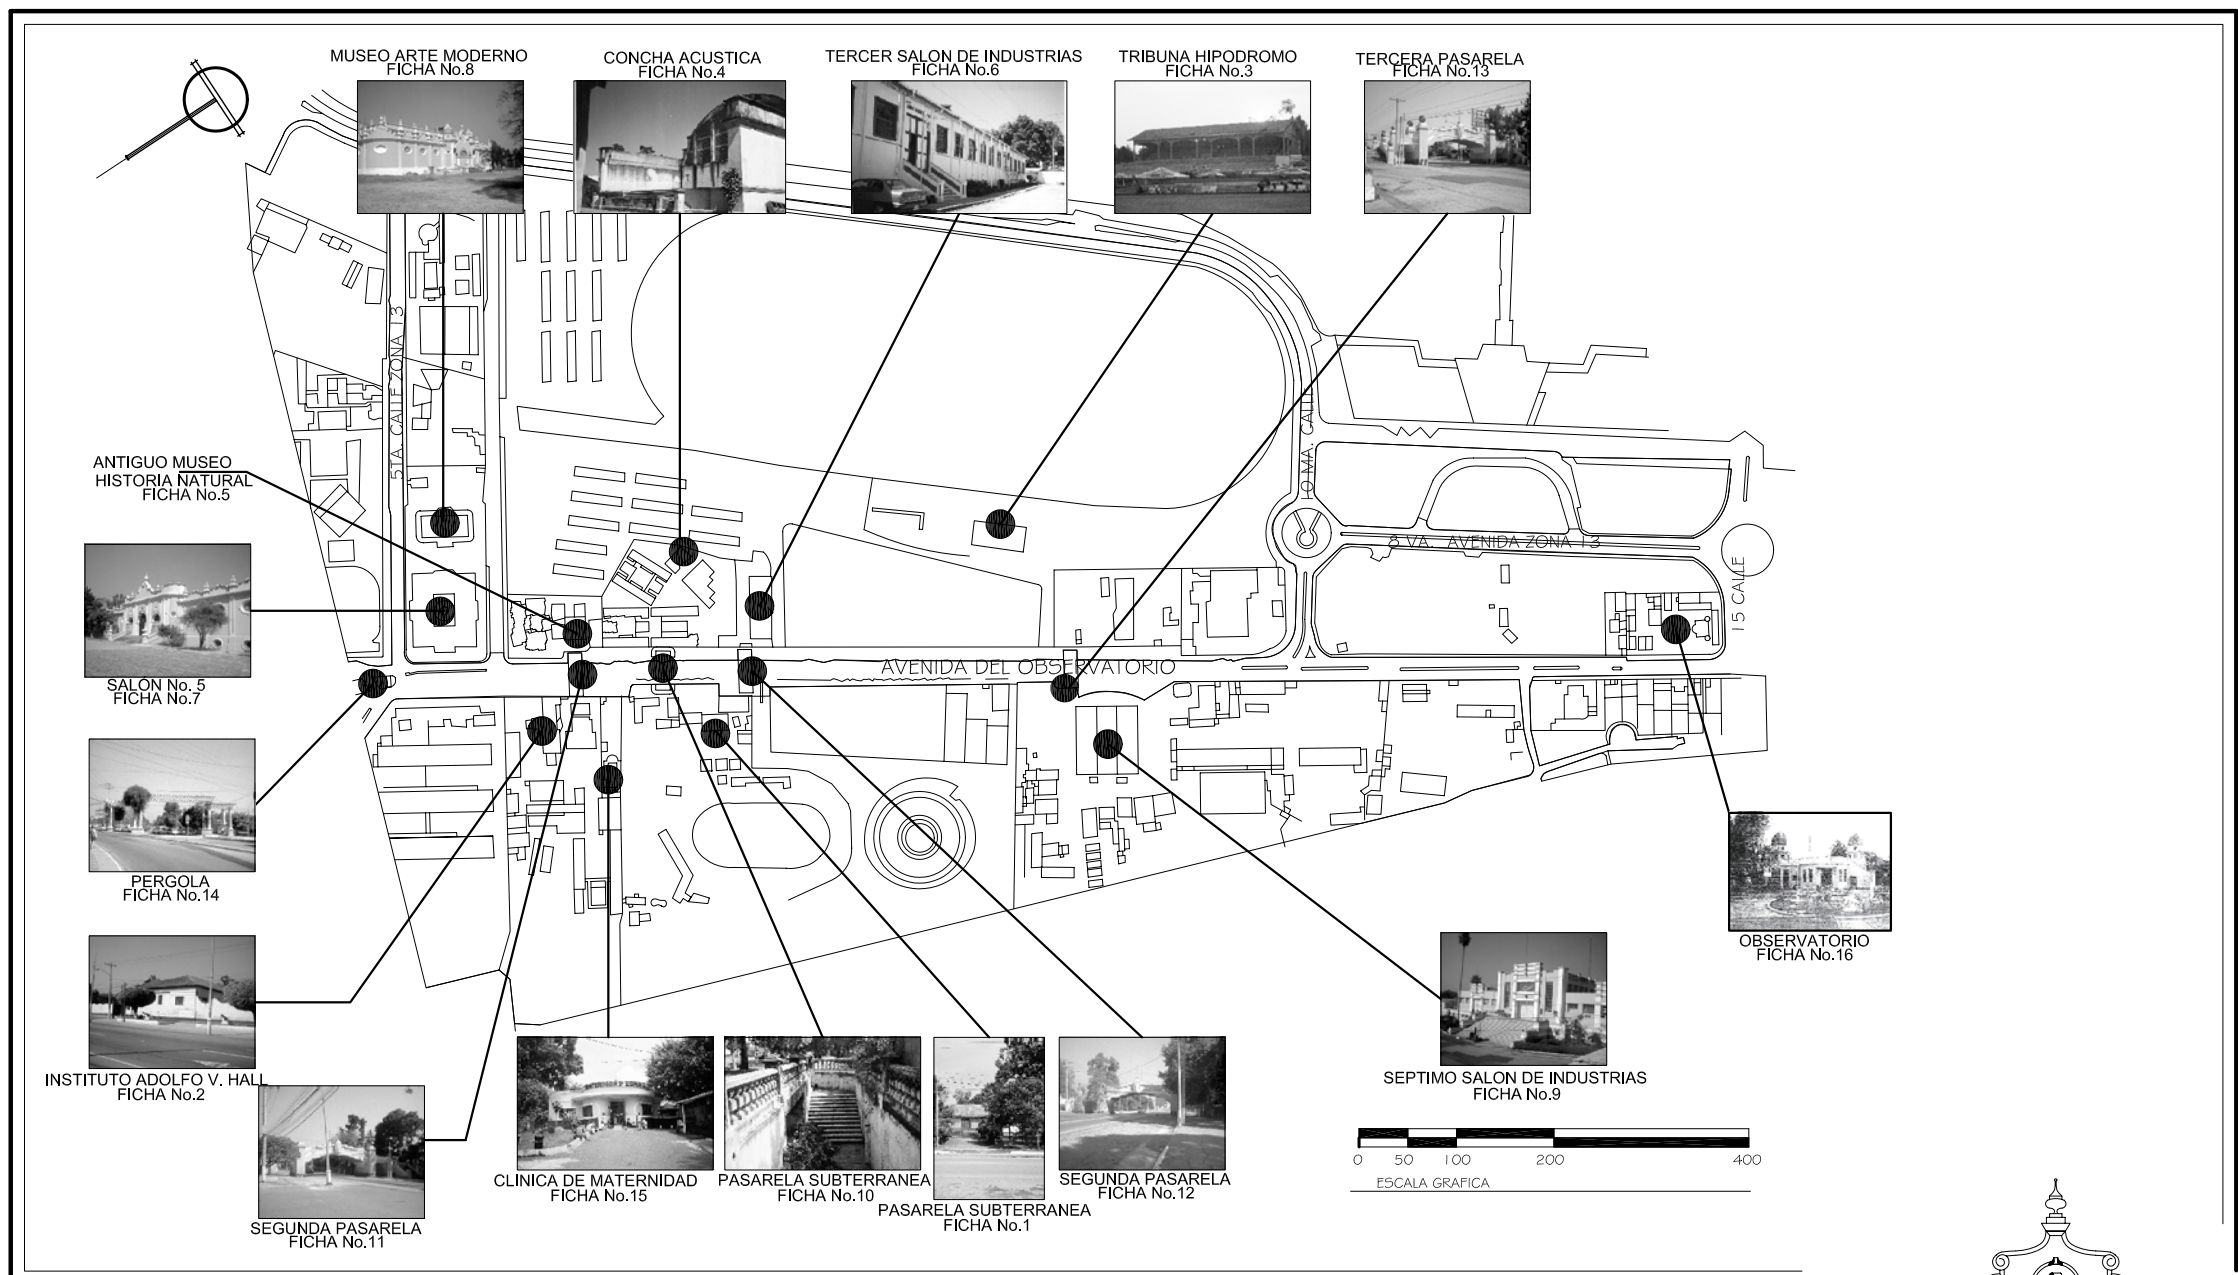 MUSEO ARTE MODERNO
FICHA No.8
CONCHA ACUSTICA
FICHA No.4
TERCER SALON DE INDUSTRIAS
FICHA No.6
TRIBUNA HIPODROMO
FICHA No.3
TERCERA PASARELA
FICHA No.13
5TA. CALLE ZONA 13
10 MA. CALLE
ANTIGUO MUSEO
HISTORIA NATURAL
FICHA No.5
8 VA. AVENIDA ZONA 13
15 CALLE
AVENIDA DEL OBSERVATORIO
SALÓN No. 5
FICHA No.7
PERGOLA
FICHA No.14
OBSERVATORIO
FICHA No.16
INSTITUTO ADOLFO V. HALL
FICHA No.2
SEPTIMO SALON DE INDUSTRIAS
FICHA No.9
CLINICA DE MATERNIDAD
FICHA No.15
PASARELA SUBTERRANEA
FICHA No.10
PASARELA SUBTERRANEA
FICHA No.1
SEGUNDA PASARELA
FICHA No.12
SEGUNDA PASARELA
FICHA No.11
0 50 100 200 400
ESCALA GRAFICA